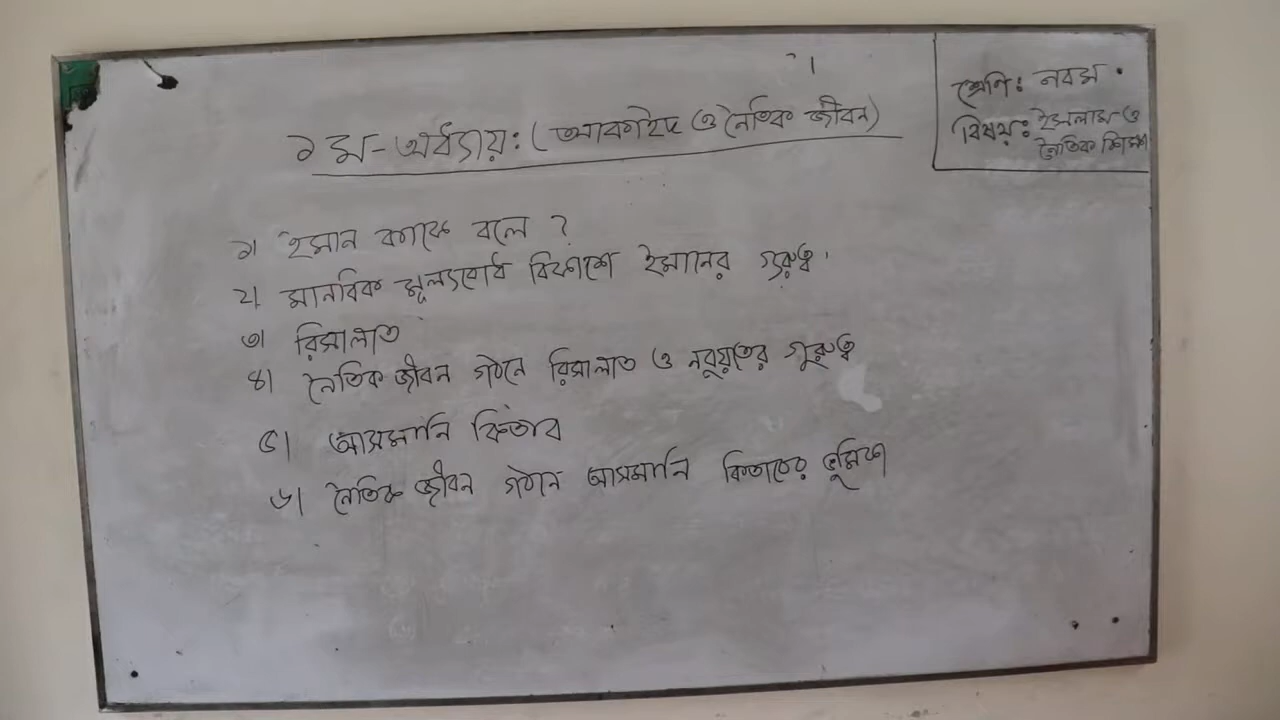 শ্রেণি: নবম
বিষয়: ইসলাম ও
নৈতিক শিক্ষা
১ম-অধ্যায়: (আকাইদ ও নৈতিক জীবন)
১। ইমান কাকে বলে ?
২। মানবিক মূল্যবোধ বিকাশে ইমানের গুরুত্ব
৩। রিসালাত
৪। নৈতিক জীবন গঠনে রিসালাত ও নবুয়তের গুরুত্ব
৫। আসমানি কিতাব
৬। নৈতিক জীবন গঠনে আসমানি কিতাবের ভূমিকা